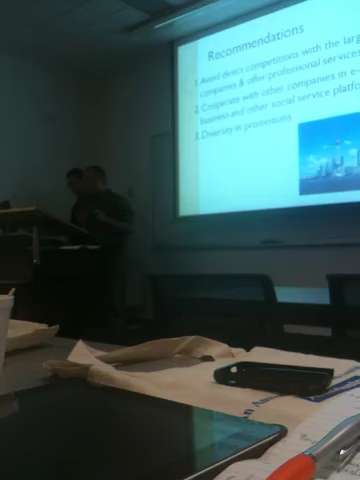 Recommendations
1. Avoid direct competitions with the larg
companies & offer professional services
2. Cooperate with other companies in e-
business and other social service platfo
3. Diversity in promotions
n Au